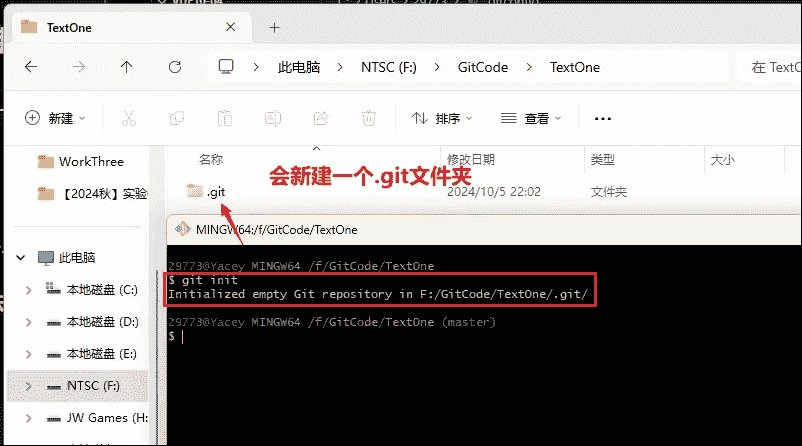 TextOne
此电脑 > NTSC (F:) > GitCode > TextOne
在 TextO
新建
排序
查看
名称
修改日期
类型
大小
WorkThree
【2024秋】实验
会新建一个.git文件夹
.git
2024/10/5 22:02
文件夹
此电脑
本地磁盘 (C:)
本地磁盘 (D:)
本地磁盘 (E:)
NTSC (F:)
JW Games (H:
MINGW64:/f/GitCode/TextOne
29773@Yacey MINGW64 /f/GitCode/TextOne
$ git init
Initialized empty Git repository in F:/GitCode/TextOne/.git/
29773@Yacey MINGW64 /f/GitCode/TextOne (master)
$